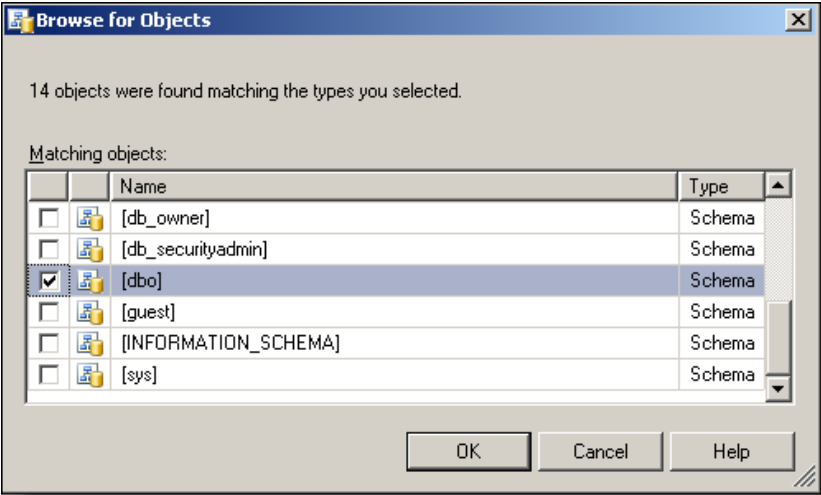 Browse for Objects
14 objects were found matching the types you selected.
Matching objects:
Name Type
[db_owner] Schema
[db_securityadmin] Schema
[dbo] Schema
[guest] Schema
[INFORMATION_SCHEMA] Schema
[sys] Schema
OK Cancel Help